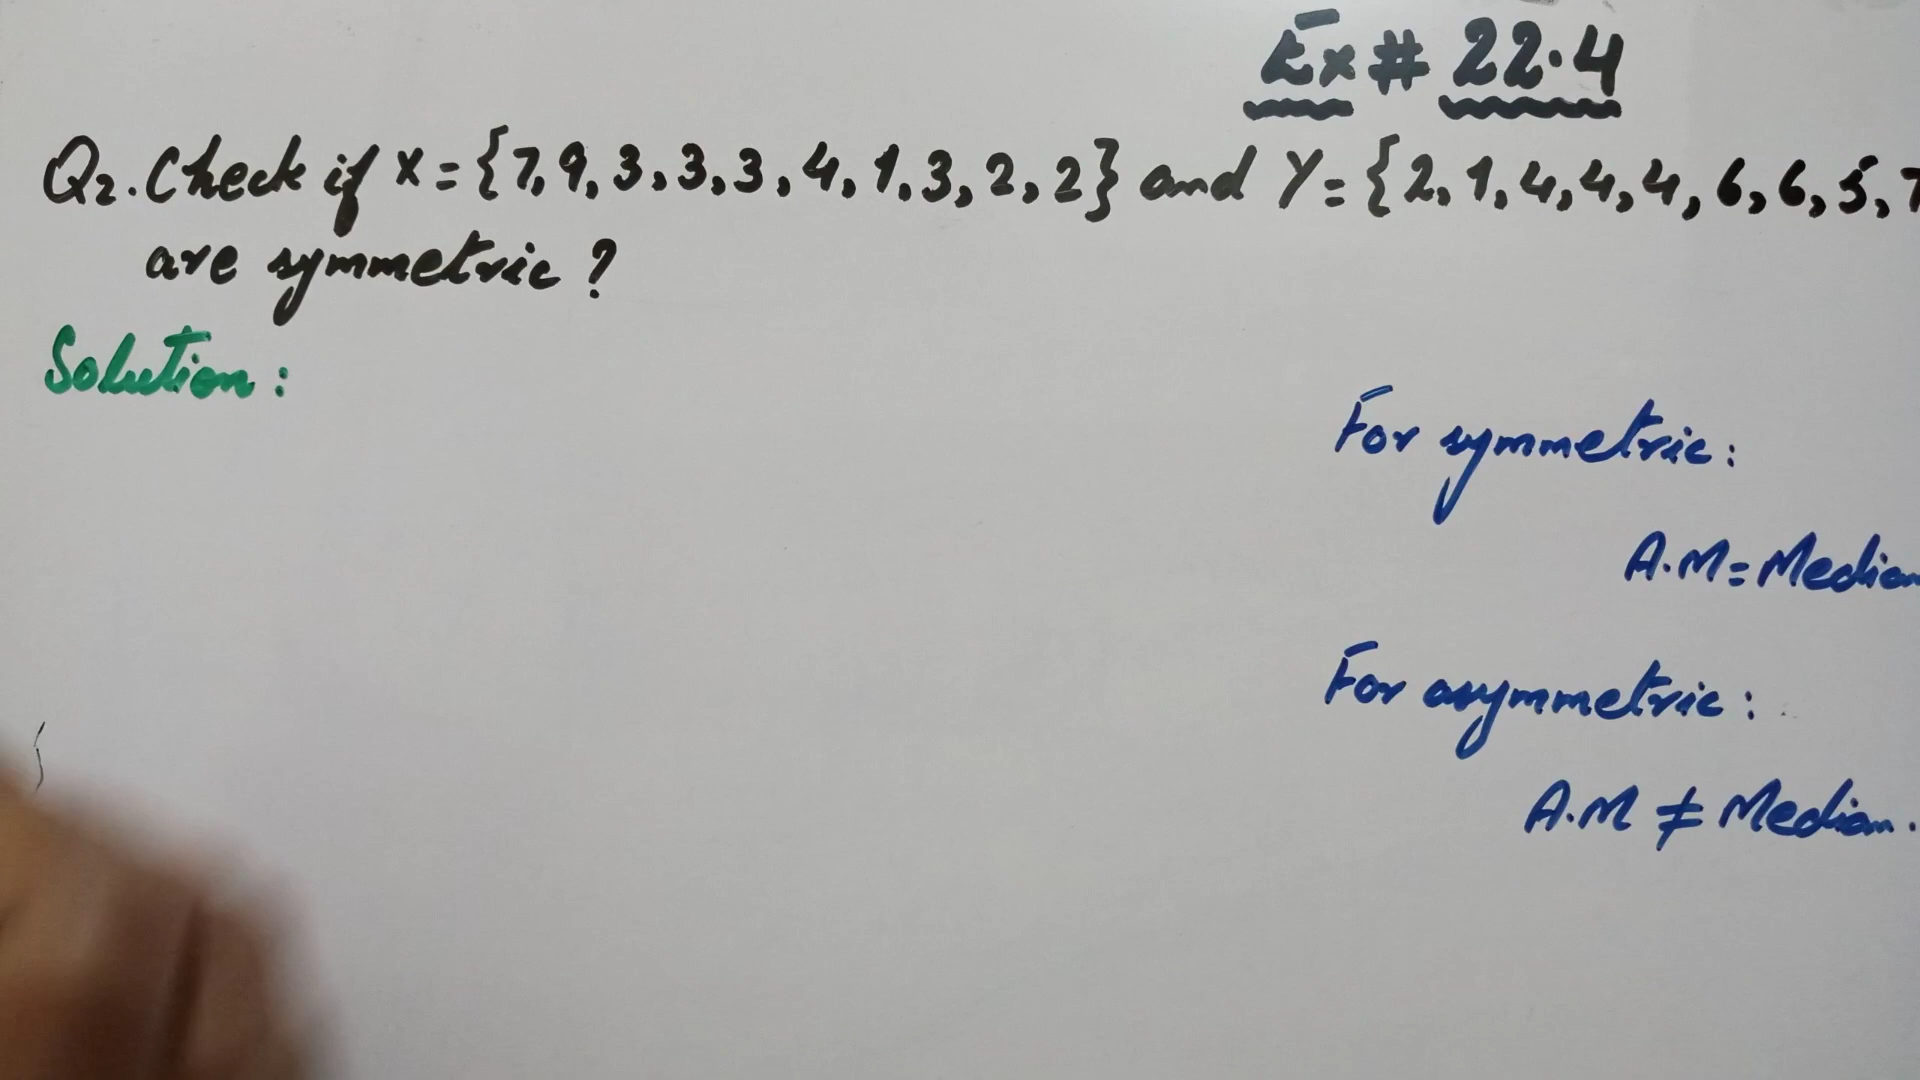 Ex # 22.4
Q2. Check if X = {7, 9, 3, 3, 3, 4, 1, 3, 2, 2} and Y = {2, 1, 4, 4, 4, 6, 6, 5, 7
are symmetric ?
Solution :
For symmetric :
A.M = Median
For asymmetric :
A.M ≠ Median.